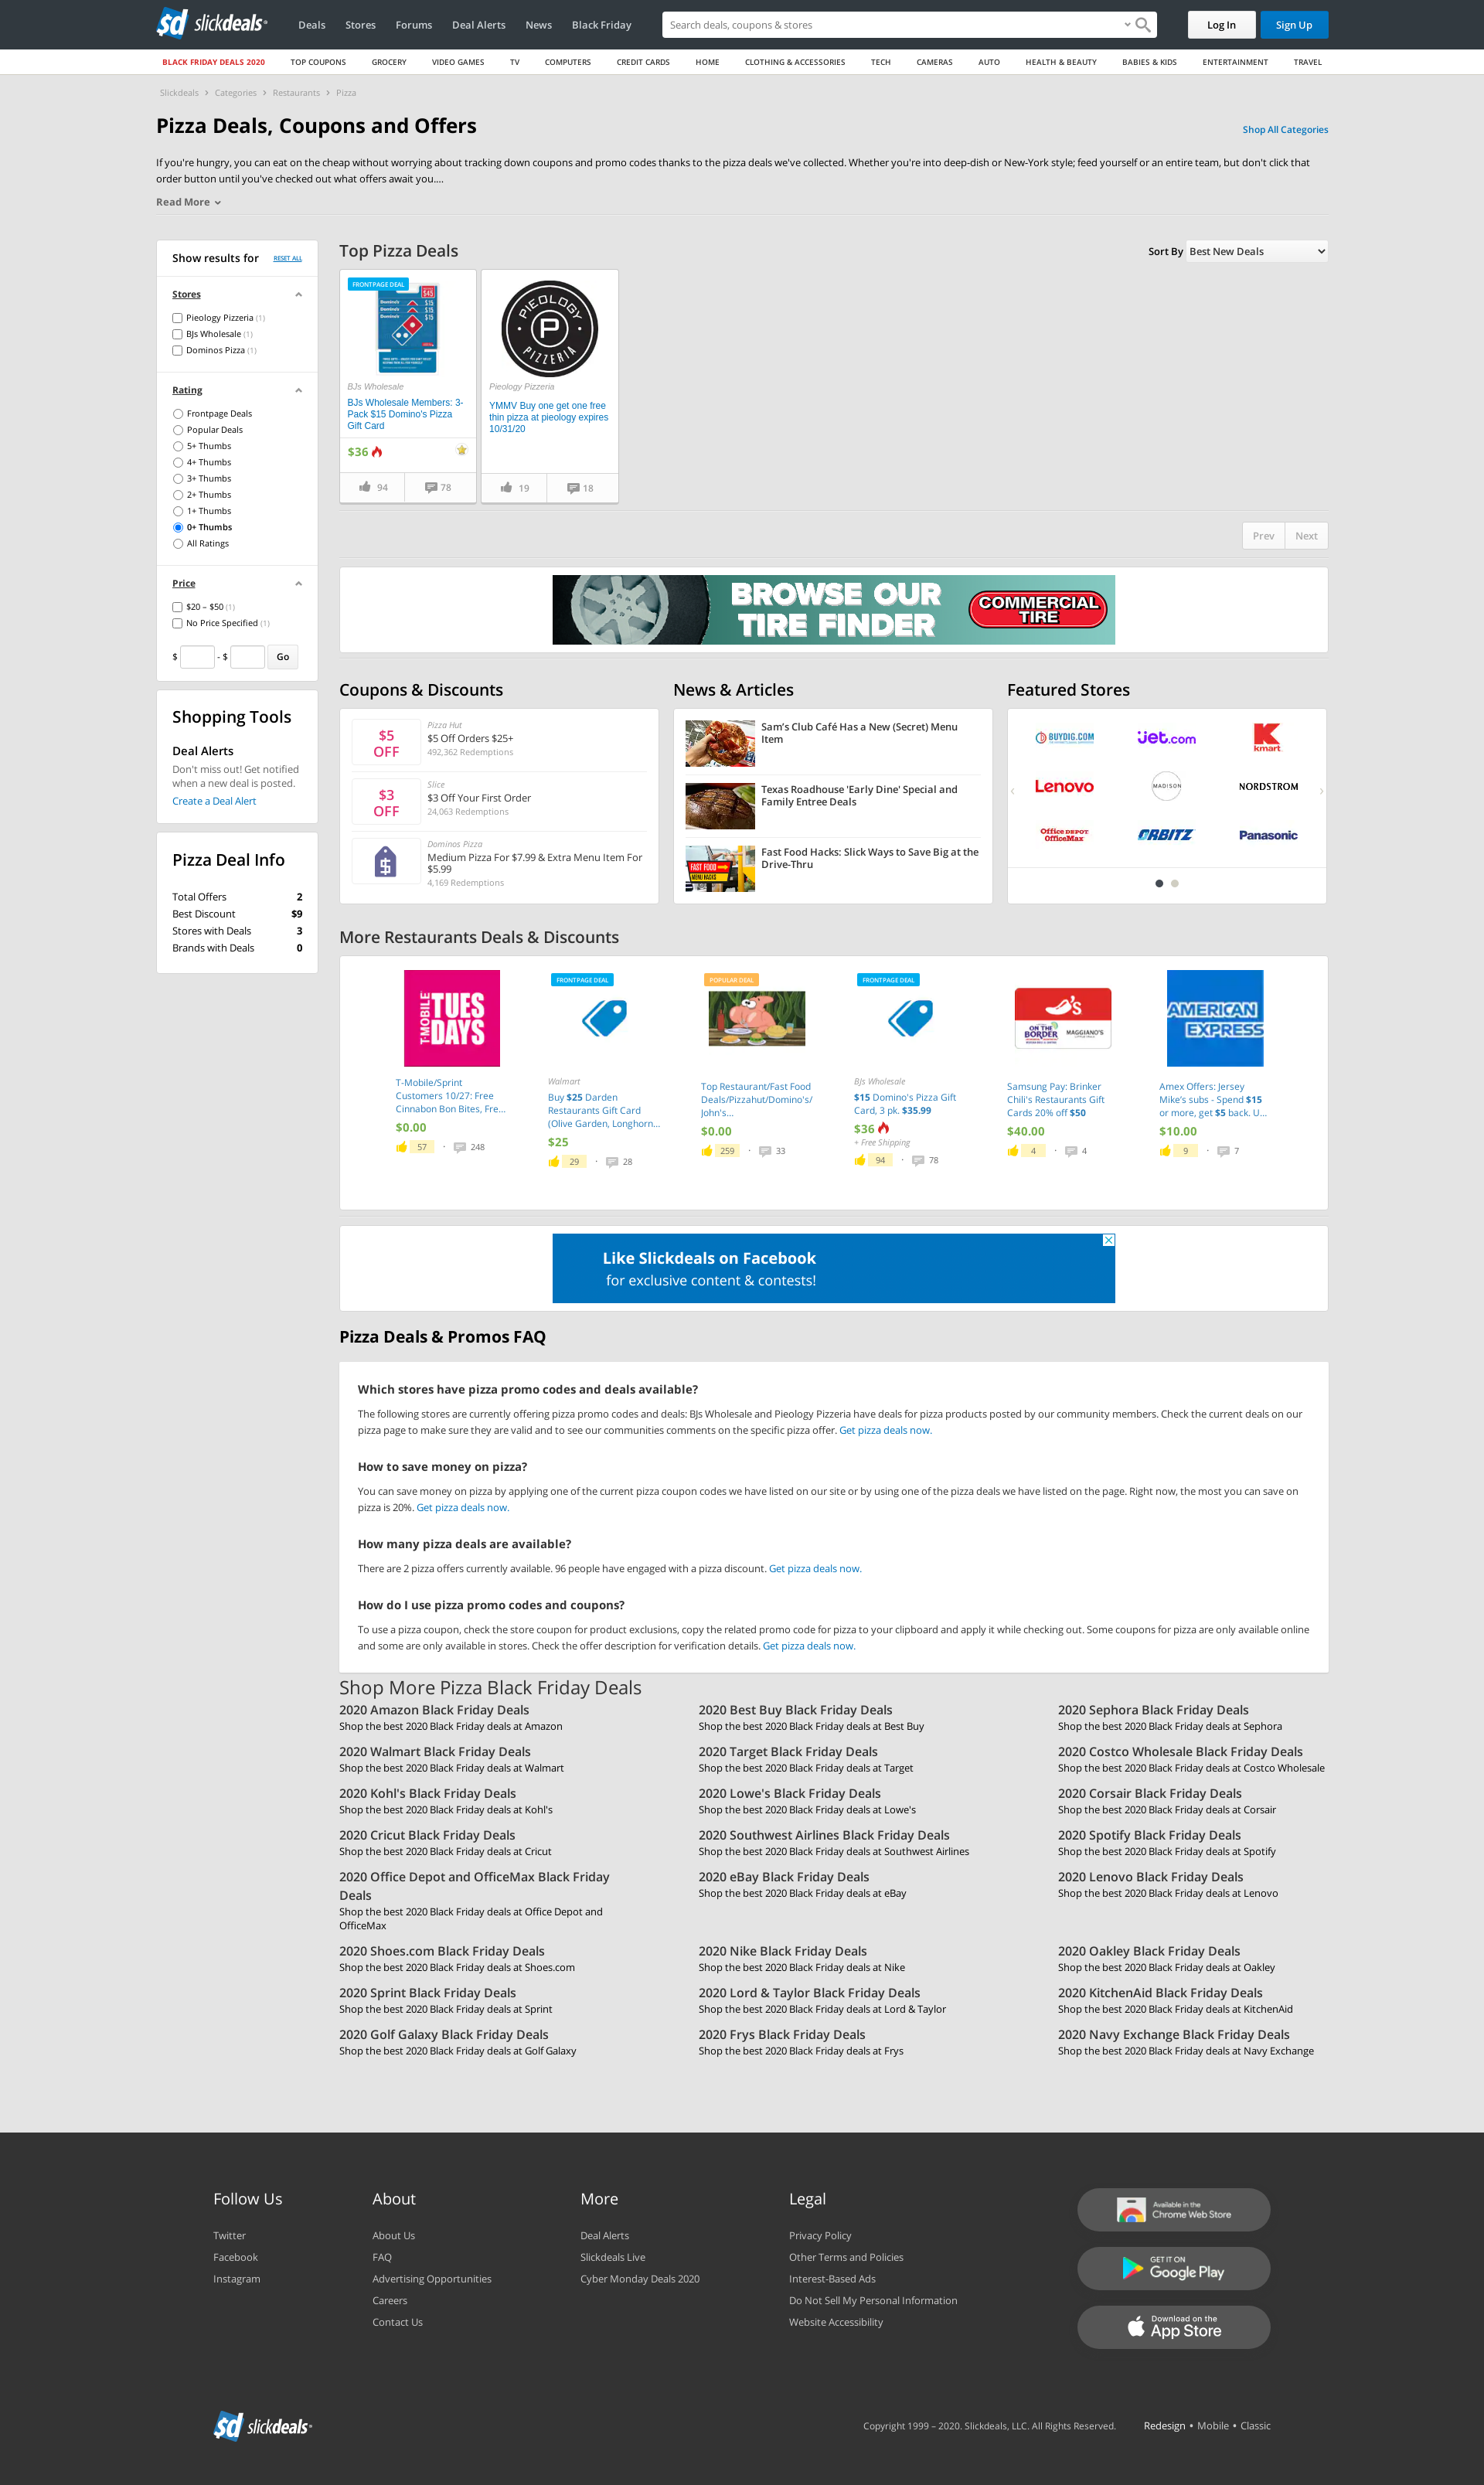 slickdeals
Deals
Stores
Forums
Deal Alerts
News
Black Friday
Search deals, coupons & stores
Log In
Sign Up
BLACK FRIDAY DEALS 2020
TOP COUPONS
GROCERY
VIDEO GAMES
TV
COMPUTERS
CREDIT CARDS
HOME
CLOTHING & ACCESSORIES
TECH
CAMERAS
AUTO
HEALTH & BEAUTY
BABIES & KIDS
ENTERTAINMENT
TRAVEL
Slickdeals › Categories › Restaurants › Pizza
Pizza Deals, Coupons and Offers
Shop All Categories
If you're hungry, you can eat on the cheap without worrying about tracking down coupons and promo codes thanks to the pizza deals we've collected. Whether you're into deep-dish or New-York style; feed yourself or an entire team, but don't click that
order button until you've checked out what offers await you....
Read More
Show results for
RESET ALL
Stores
Pieology Pizzeria (1)
BJs Wholesale (1)
Dominos Pizza (1)
Rating
Frontpage Deals
Popular Deals
5+ Thumbs
4+ Thumbs
3+ Thumbs
2+ Thumbs
1+ Thumbs
0+ Thumbs
All Ratings
Price
$20 – $50 (1)
No Price Specified (1)
$ - $ Go
Shopping Tools
Deal Alerts
Don't miss out! Get notified
when a new deal is posted.
Create a Deal Alert
Pizza Deal Info
Total Offers 2
Best Discount $9
Stores with Deals 3
Brands with Deals 0
Top Pizza Deals
Sort By Best New Deals
FRONTPAGE DEAL
$45
Domino's $15
Domino's $15
Domino's $15
BJs Wholesale
BJs Wholesale Members: 3-
Pack $15 Domino's Pizza
Gift Card
$36
94
78
PIEOLOGY
P
PIZZERIA
Pieology Pizzeria
YMMV Buy one get one free
thin pizza at pieology expires
10/31/20
19
18
Prev
Next
BROWSE OUR
TIRE FINDER
COMMERCIAL
TIRE
Coupons & Discounts
$5
OFF
Pizza Hut
$5 Off Orders $25+
492,362 Redemptions
$3
OFF
Slice
$3 Off Your First Order
24,063 Redemptions
Dominos Pizza
Medium Pizza For $7.99 & Extra Menu Item For
$5.99
4,169 Redemptions
News & Articles
Sam's Club Café Has a New (Secret) Menu
Item
Texas Roadhouse 'Early Dine' Special and
Family Entree Deals
FAST FOOD
MENU HACKS
Fast Food Hacks: Slick Ways to Save Big at the
Drive-Thru
Featured Stores
BUYDIG.COM
jet.com
K
kmart
Lenovo
MADISON
NORDSTROM
Office DEPOT
OfficeMax
ORBITZ
Panasonic
More Restaurants Deals & Discounts
T-MOBILE
TUES
DAYS
T-Mobile/Sprint
Customers 10/27: Free
Cinnabon Bon Bites, Fre...
$0.00
57 · 248
FRONTPAGE DEAL
Walmart
Buy $25 Darden
Restaurants Gift Card
(Olive Garden, Longhorn...
$25
29 · 28
POPULAR DEAL
Top Restaurant/Fast Food
Deals/Pizzahut/Domino's/
John's...
$0.00
259 · 33
FRONTPAGE DEAL
BJs Wholesale
$15 Domino's Pizza Gift
Card, 3 pk. $35.99
$36
+ Free Shipping
94 · 78
ON THE
BORDER
MAGGIANO'S
Samsung Pay: Brinker
Chili's Restaurants Gift
Cards 20% off $50
$40.00
4 · 4
AMERICAN
EXPRESS
Amex Offers: Jersey
Mike's subs - Spend $15
or more, get $5 back. U...
$10.00
9 · 7
Like Slickdeals on Facebook
for exclusive content & contests!
Pizza Deals & Promos FAQ
Which stores have pizza promo codes and deals available?
The following stores are currently offering pizza promo codes and deals: BJs Wholesale and Pieology Pizzeria have deals for pizza products posted by our community members. Check the current deals on our
pizza page to make sure they are valid and to see our communities comments on the specific pizza offer. Get pizza deals now.
How to save money on pizza?
You can save money on pizza by applying one of the current pizza coupon codes we have listed on our site or by using one of the pizza deals we have listed on the page. Right now, the most you can save on
pizza is 20%. Get pizza deals now.
How many pizza deals are available?
There are 2 pizza offers currently available. 96 people have engaged with a pizza discount. Get pizza deals now.
How do I use pizza promo codes and coupons?
To use a pizza coupon, check the store coupon for product exclusions, copy the related promo code for pizza to your clipboard and apply it while checking out. Some coupons for pizza are only available online
and some are only available in stores. Check the offer description for verification details. Get pizza deals now.
Shop More Pizza Black Friday Deals
2020 Amazon Black Friday Deals
Shop the best 2020 Black Friday deals at Amazon
2020 Best Buy Black Friday Deals
Shop the best 2020 Black Friday deals at Best Buy
2020 Sephora Black Friday Deals
Shop the best 2020 Black Friday deals at Sephora
2020 Walmart Black Friday Deals
Shop the best 2020 Black Friday deals at Walmart
2020 Target Black Friday Deals
Shop the best 2020 Black Friday deals at Target
2020 Costco Wholesale Black Friday Deals
Shop the best 2020 Black Friday deals at Costco Wholesale
2020 Kohl's Black Friday Deals
Shop the best 2020 Black Friday deals at Kohl's
2020 Lowe's Black Friday Deals
Shop the best 2020 Black Friday deals at Lowe's
2020 Corsair Black Friday Deals
Shop the best 2020 Black Friday deals at Corsair
2020 Cricut Black Friday Deals
Shop the best 2020 Black Friday deals at Cricut
2020 Southwest Airlines Black Friday Deals
Shop the best 2020 Black Friday deals at Southwest Airlines
2020 Spotify Black Friday Deals
Shop the best 2020 Black Friday deals at Spotify
2020 Office Depot and OfficeMax Black Friday
Deals
Shop the best 2020 Black Friday deals at Office Depot and
OfficeMax
2020 eBay Black Friday Deals
Shop the best 2020 Black Friday deals at eBay
2020 Lenovo Black Friday Deals
Shop the best 2020 Black Friday deals at Lenovo
2020 Shoes.com Black Friday Deals
Shop the best 2020 Black Friday deals at Shoes.com
2020 Nike Black Friday Deals
Shop the best 2020 Black Friday deals at Nike
2020 Oakley Black Friday Deals
Shop the best 2020 Black Friday deals at Oakley
2020 Sprint Black Friday Deals
Shop the best 2020 Black Friday deals at Sprint
2020 Lord & Taylor Black Friday Deals
Shop the best 2020 Black Friday deals at Lord & Taylor
2020 KitchenAid Black Friday Deals
Shop the best 2020 Black Friday deals at KitchenAid
2020 Golf Galaxy Black Friday Deals
Shop the best 2020 Black Friday deals at Golf Galaxy
2020 Frys Black Friday Deals
Shop the best 2020 Black Friday deals at Frys
2020 Navy Exchange Black Friday Deals
Shop the best 2020 Black Friday deals at Navy Exchange
Follow Us
Twitter
Facebook
Instagram
About
About Us
FAQ
Advertising Opportunities
Careers
Contact Us
More
Deal Alerts
Slickdeals Live
Cyber Monday Deals 2020
Legal
Privacy Policy
Other Terms and Policies
Interest-Based Ads
Do Not Sell My Personal Information
Website Accessibility
Available in the
Chrome Web Store
GET IT ON
Google Play
Download on the
App Store
slickdeals
Copyright 1999 – 2020. Slickdeals, LLC. All Rights Reserved.
Redesign • Mobile • Classic